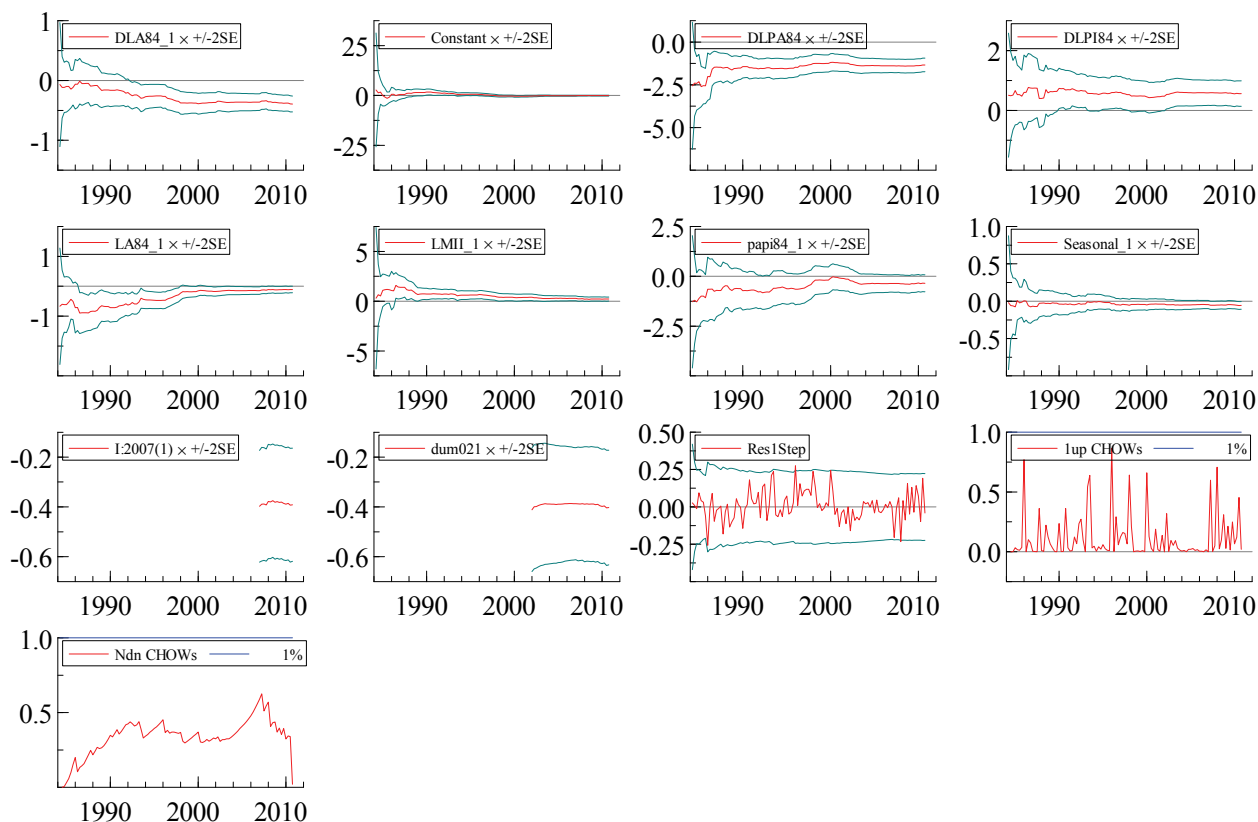 DLA84_1 × +/-2SE
1
0
-1
1990 2000 2010
Constant × +/-2SE
25
0
-25
1990 2000 2010
DLPA84 × +/-2SE
0.0
-2.5
-5.0
1990 2000 2010
DLPI84 × +/-2SE
2
0
1990 2000 2010
LA84_1 × +/-2SE
1
-1
1990 2000 2010
LMII_1 × +/-2SE
5
0
-5
1990 2000 2010
papi84_1 × +/-2SE
2.5
0.0
-2.5
1990 2000 2010
Seasonal_1 × +/-2SE
1.0
0.5
0.0
-0.5
1990 2000 2010
I:2007(1) × +/-2SE
-0.2
-0.4
-0.6
1990 2000 2010
dum021 × +/-2SE
-0.2
-0.4
-0.6
1990 2000 2010
Res1Step
0.50
0.25
0.00
-0.25
1990 2000 2010
1up CHOWs 1%
1.0
0.5
0.0
1990 2000 2010
Ndn CHOWs 1%
1.0
0.5
1990 2000 2010